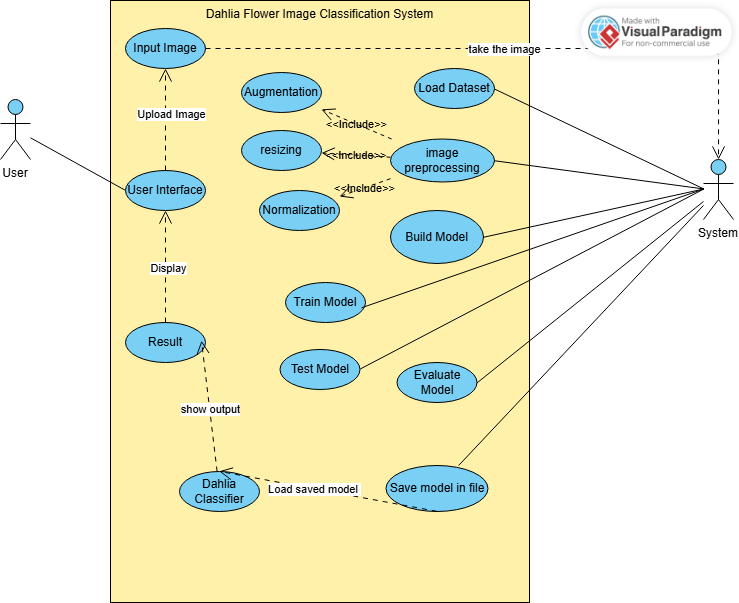 Dahlia Flower Image Classification System
Made with
VisualParadigm
For non-commercial use
Input Image
take the image
Augmentation
Load Dataset
Upload Image
<<Include>>
resizing
<<Include>>
image
preprocessing
User
User Interface
<<Include>>
Normalization
System
Build Model
Display
Train Model
Result
Test Model
Evaluate
Model
show output
Dahlia
Classifier
Load saved model
Save model in file